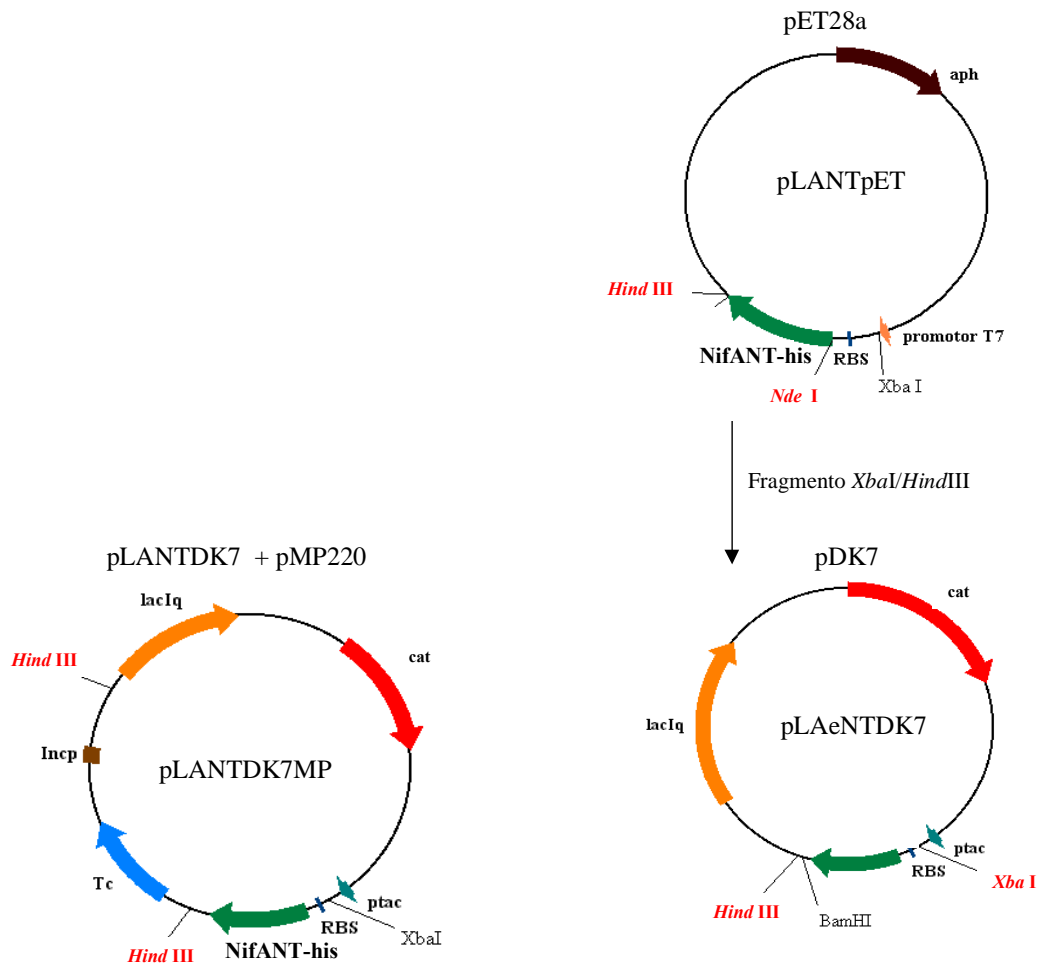 pET28a
aph
pLANTpET
Hind III
promotor T7
NifANT-his
RBS
Xba I
Nde I
Fragmento XbaI/HindIII
pLANTDK7 + pMP220
lacIq
Hind III
cat
Incp
pLANTDK7MP
Tc
ptac
RBS
XbaI
NifANT-his
Hind III
pDK7
cat
lacIq
pLAeNTDK7
ptac
RBS
Xba I
Hind III
BamHI